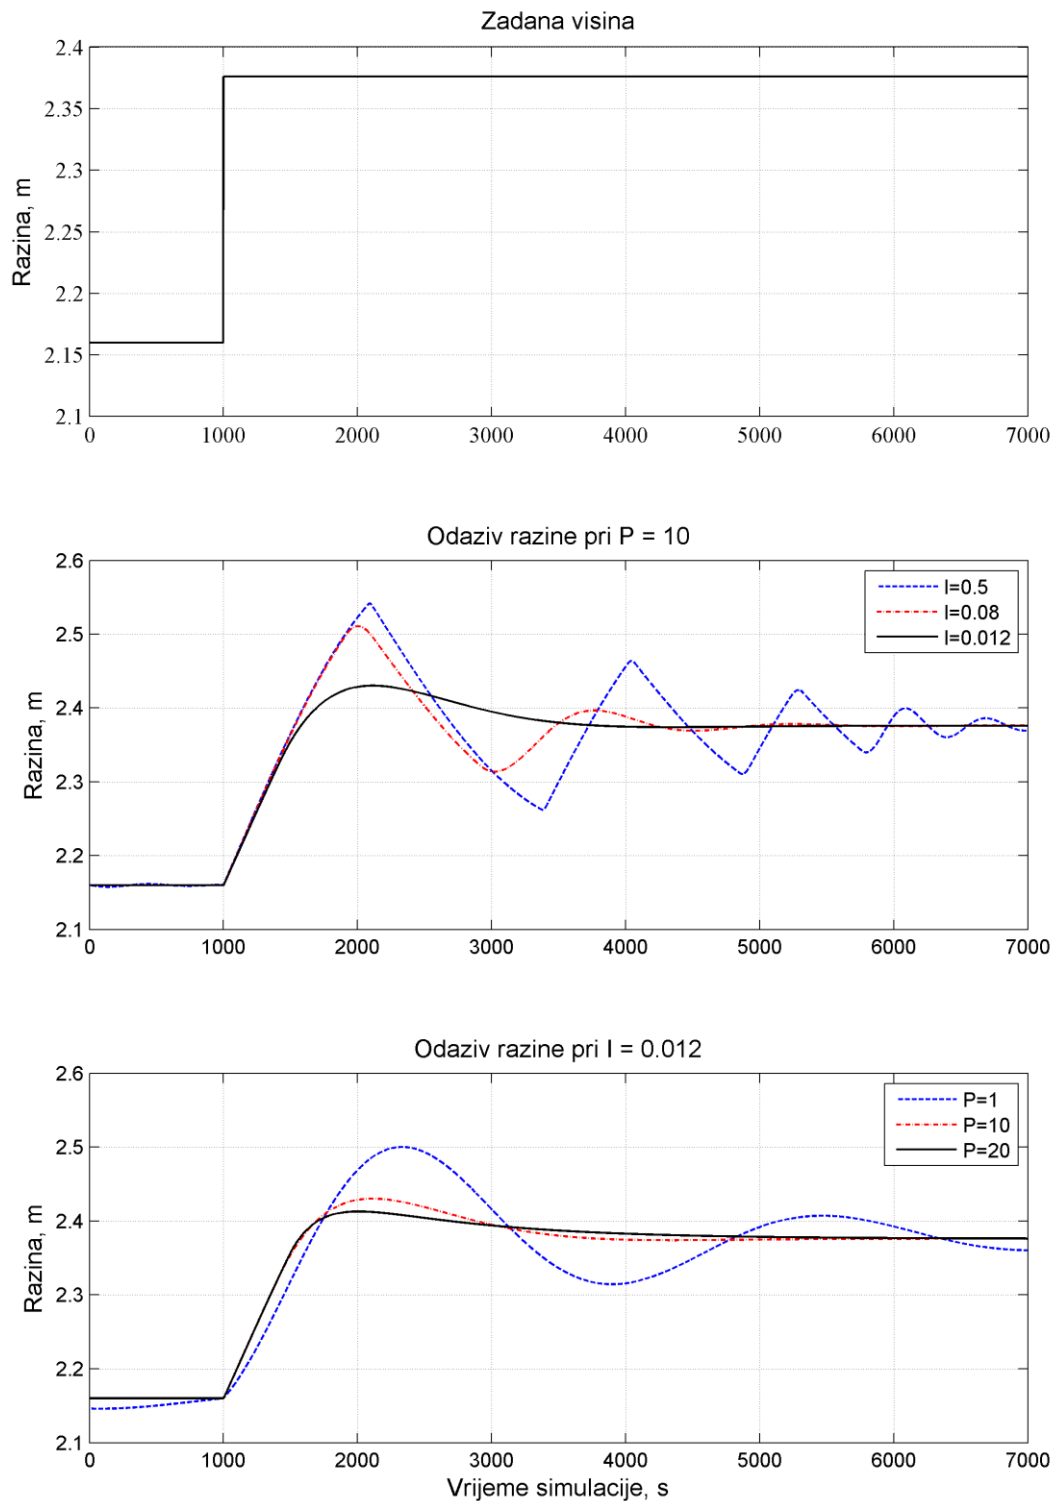 Zadana visina
2.4
2.35
2.3
2.25
2.2
2.15
2.1
Razina, m
0 1000 2000 3000 4000 5000 6000 7000
Odaziv razine pri P = 10
2.6
2.5
2.4
2.3
2.2
2.1
Razina, m
I=0.5
I=0.08
I=0.012
0 1000 2000 3000 4000 5000 6000 7000
Odaziv razine pri I = 0.012
2.6
2.5
2.4
2.3
2.2
2.1
Razina, m
P=1
P=10
P=20
0 1000 2000 3000 4000 5000 6000 7000
Vrijeme simulacije, s